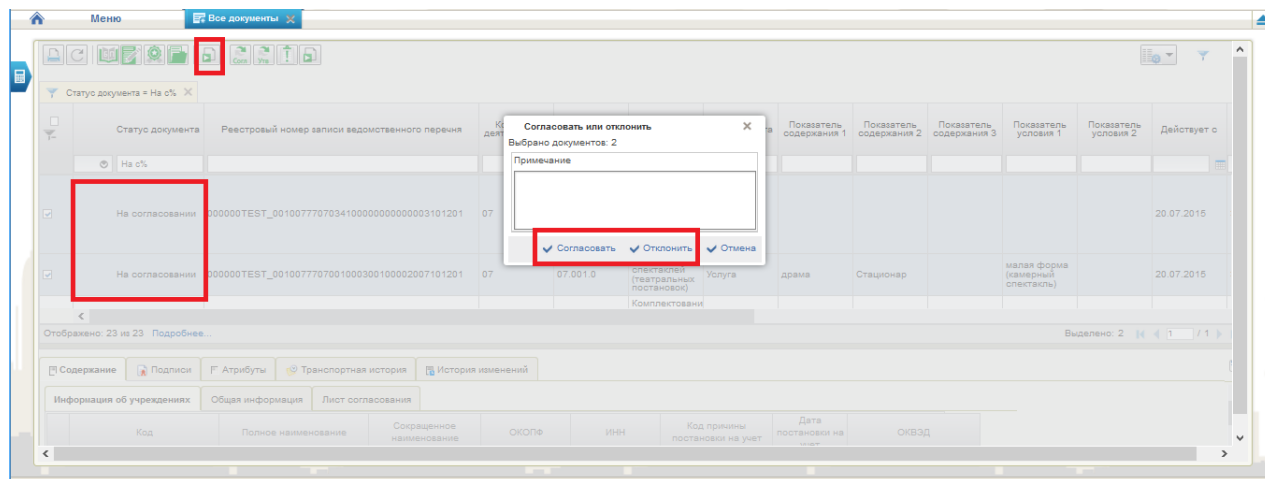 Меню
Все документы
Согл Утв
Статус документа = На с%
Статус документа Реестровый номер записи ведомственного перечня Показатель содержания 1 Показатель содержания 2 Показатель содержания 3 Показатель условия 1 Показатель условия 2 Действует с
На с%
Согласовать или отклонить
Выбрано документов: 2
Примечание
Согласовать Отклонить Отмена
На согласовании 000000TEST_00100777070341000000000000003101201 07 20.07.2015
На согласовании 000000TEST_0010077707001000300100002007101201 07 07.001.0 спектаклей (театральных постановок) Услуга драма Стационар малая форма (камерный спектакль) 20.07.2015
Комплектовани
Отображено: 23 из 23 Подробнее...
Выделено: 2 1 / 1
Содержание Подписи Атрибуты Транспортная история История изменений
Информация об учреждениях Общая информация Лист согласования
Код Полное наименование Сокращенное наименование ОКОПФ ИНН Код причины постановки на учет Дата постановки на учет ОКВЭД